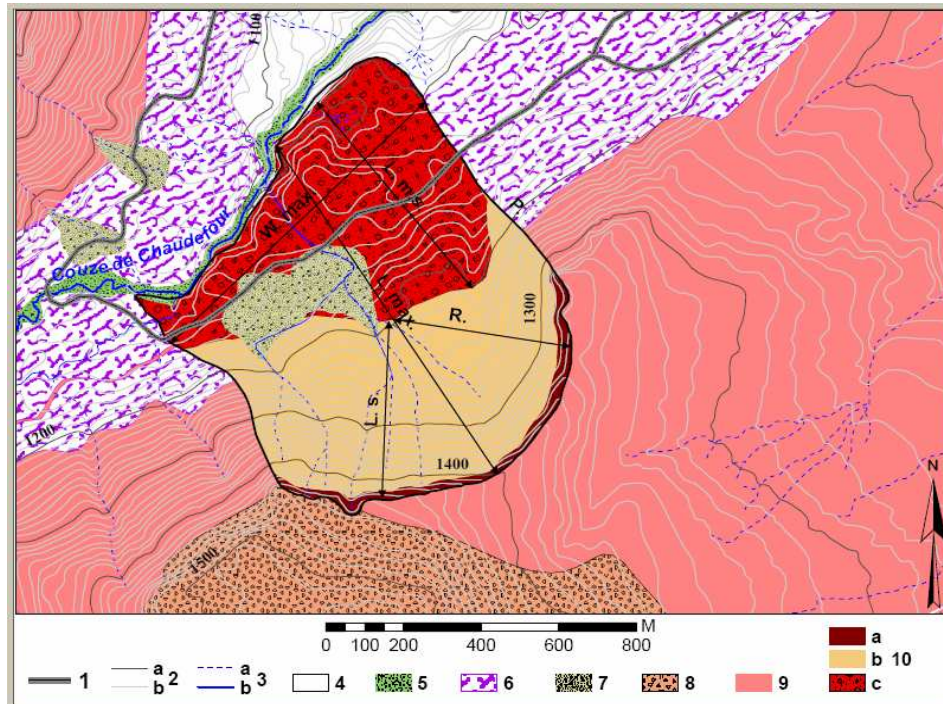 1100
W. max.
L. ms.
P.
Couze de Chaudefour
L. max.
R.
1300
L. s.
1200
1400
1500
N
M
0 100 200 400 600 800
a
b 10
c
1
a
b 2
a
b 3
4
5
6
7
8
9